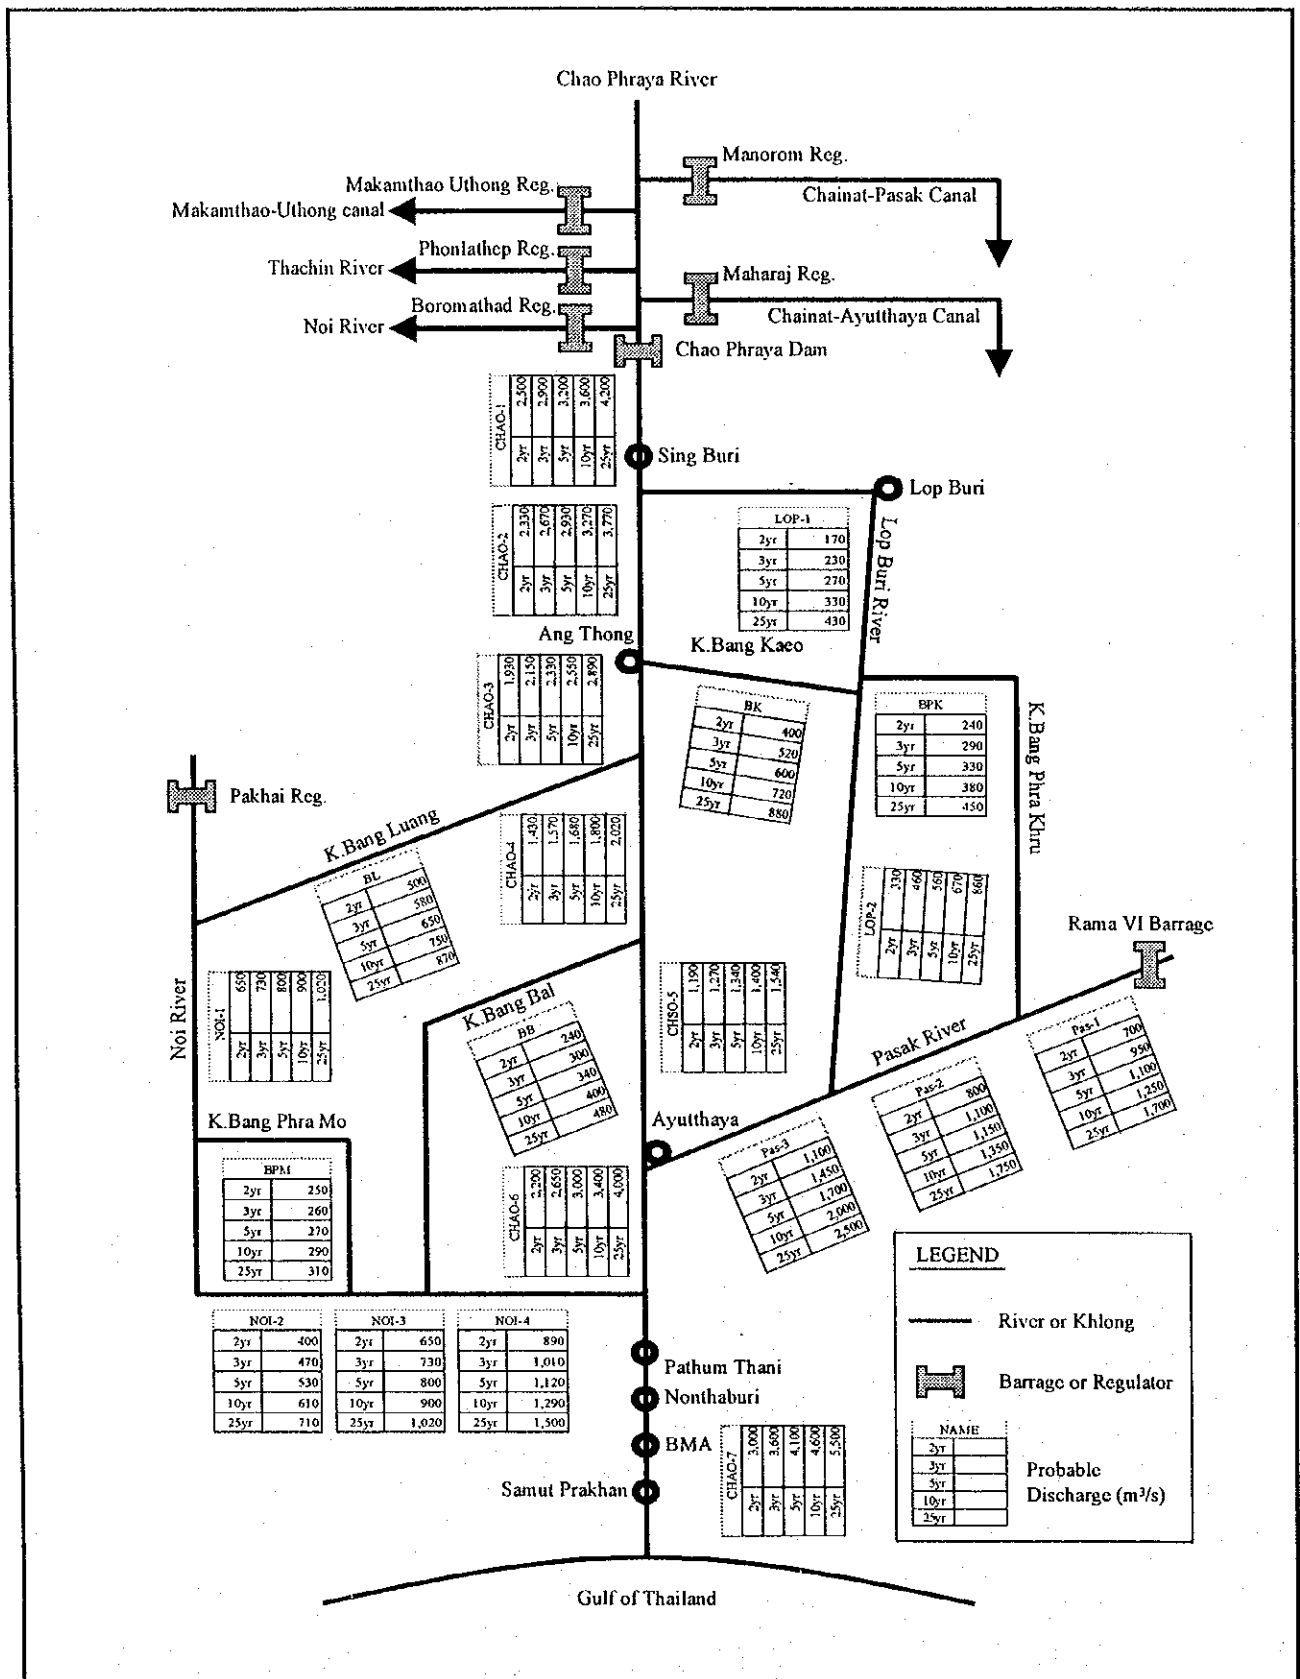 Chao Phraya River
Manorom Reg.
Chainat-Pasak Canal
Makamthao Uthong Reg.
Makamthao-Uthong canal
Phonlathep Reg.
Thachin River
Maharaj Reg.
Chainat-Ayutthaya Canal
Boromathad Reg.
Noi River
Chao Phraya Dam
CHAO-1
2yr 2,500
3yr 2,900
5yr 3,200
10yr 3,600
25yr 4,200
Sing Buri
Lop Buri
CHAO-2
2yr 2,330
3yr 2,670
5yr 2,930
10yr 3,270
25yr 3,770
LOP-1
2yr 170
3yr 230
5yr 270
10yr 330
25yr 430
Lop Buri River
Ang Thong
K.Bang Kaeo
CHAO-3
2yr 1,930
3yr 2,150
5yr 2,330
10yr 2,550
25yr 2,890
BK
2yr 400
3yr 520
5yr 600
10yr 720
25yr 880
BPK
2yr 240
3yr 290
5yr 330
10yr 380
25yr 450
K.Bang Phra Khru
Pakhai Reg.
K.Bang Luang
BL
2yr 500
3yr 580
5yr 650
10yr 750
25yr 870
CHAO-4
2yr 1,430
3yr 1,570
5yr 1,680
10yr 1,800
25yr 2,020
LOP-2
2yr 330
3yr 460
5yr 560
10yr 670
25yr 860
Rama VI Barrage
Noi River
NOI-1
2yr 650
3yr 730
5yr 800
10yr 900
25yr 1,020
K.Bang Bal
BB
2yr 240
3yr 300
5yr 340
10yr 400
25yr 480
CHSO-5
2yr 1,190
3yr 1,270
5yr 1,340
10yr 1,400
25yr 1,540
Pasak River
Pas-1
2yr 700
3yr 950
5yr 1,100
10yr 1,250
25yr 1,700
Pas-2
2yr 800
3yr 1,100
5yr 1,150
10yr 1,350
25yr 1,750
Pas-3
2yr 1,100
3yr 1,450
5yr 1,700
10yr 2,000
25yr 2,500
K.Bang Phra Mo
Ayutthaya
BPM
2yr 250
3yr 260
5yr 270
10yr 290
25yr 310
CHAO-6
2yr 2,200
3yr 2,650
5yr 3,000
10yr 3,400
25yr 4,000
NOI-2
2yr 400
3yr 470
5yr 530
10yr 610
25yr 710
NOI-3
2yr 650
3yr 730
5yr 800
10yr 900
25yr 1,020
NOI-4
2yr 890
3yr 1,010
5yr 1,120
10yr 1,290
25yr 1,500
Pathum Thani
Nonthaburi
BMA
Samut Prakhan
CHAO-7
2yr 3,000
3yr 3,600
5yr 4,100
10yr 4,600
25yr 5,500
Gulf of Thailand
LEGEND
River or Khlong
Barrage or Regulator
NAME
2yr
3yr
5yr
10yr
25yr
Probable
Discharge (m³/s)